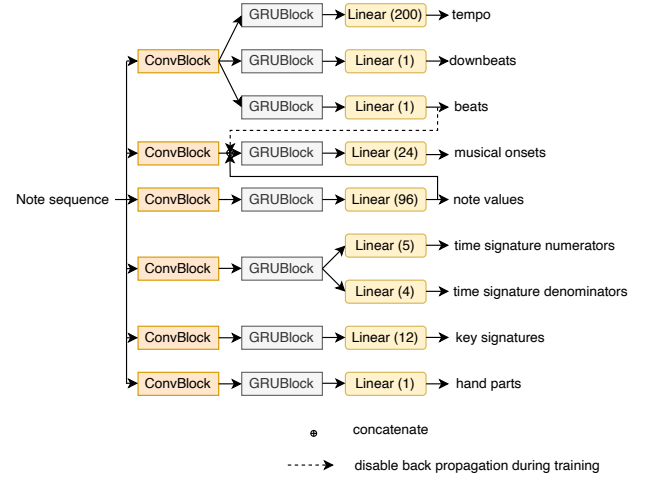 GRUBlock Linear (200) tempo
ConvBlock GRUBlock Linear (1) downbeats
GRUBlock Linear (1) beats
ConvBlock GRUBlock Linear (24) musical onsets
Note sequence ConvBlock GRUBlock Linear (96) note values
Linear (5) time signature numerators
ConvBlock GRUBlock
Linear (4) time signature denominators
ConvBlock GRUBlock Linear (12) key signatures
ConvBlock GRUBlock Linear (1) hand parts
concatenate
disable back propagation during training